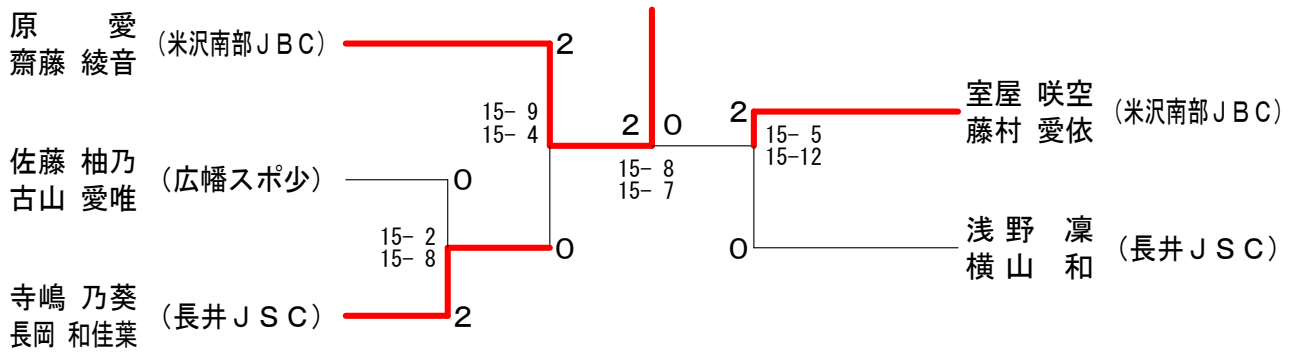 原 愛
齋藤 綾音
(米沢南部JBC)
2
15- 9
15- 4
佐藤 柚乃
古山 愛唯
(広幡スポ少)
0
15- 2
15- 8
0
寺嶋 乃葵
長岡 和佳葉
(長井JSC)
2
2 0
15- 8
15- 7
2
室屋 咲空
藤村 愛依
(米沢南部JBC)
15- 5
15-12
0
浅野 凜
横山 和
(長井JSC)